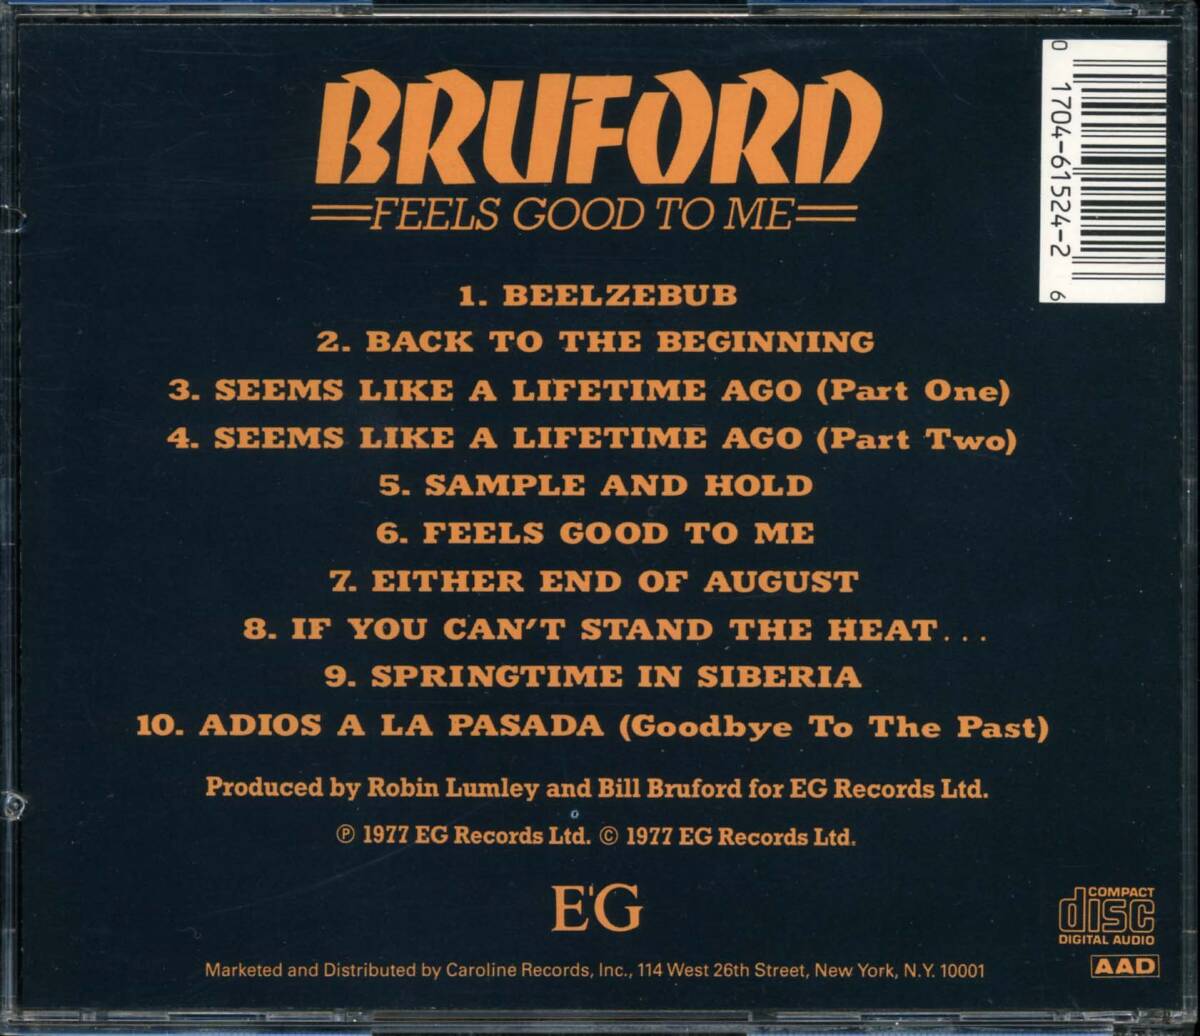 BRUFORD
FEELS GOOD TO ME
0 1704-61524-2 6
1. BEELZEBUB
2. BACK TO THE BEGINNING
3. SEEMS LIKE A LIFETIME AGO (Part One)
4. SEEMS LIKE A LIFETIME AGO (Part Two)
5. SAMPLE AND HOLD
6. FEELS GOOD TO ME
7. EITHER END OF AUGUST
8. IF YOU CAN'T STAND THE HEAT...
9. SPRINGTIME IN SIBERIA
10. ADIOS A LA PASADA (Goodbye To The Past)
Produced by Robin Lumley and Bill Bruford for EG Records Ltd.
℗ 1977 EG Records Ltd. © 1977 EG Records Ltd.
E'G
COMPACT
disc
DIGITAL AUDIO
AAD
Marketed and Distributed by Caroline Records, Inc., 114 West 26th Street, New York, N.Y. 10001